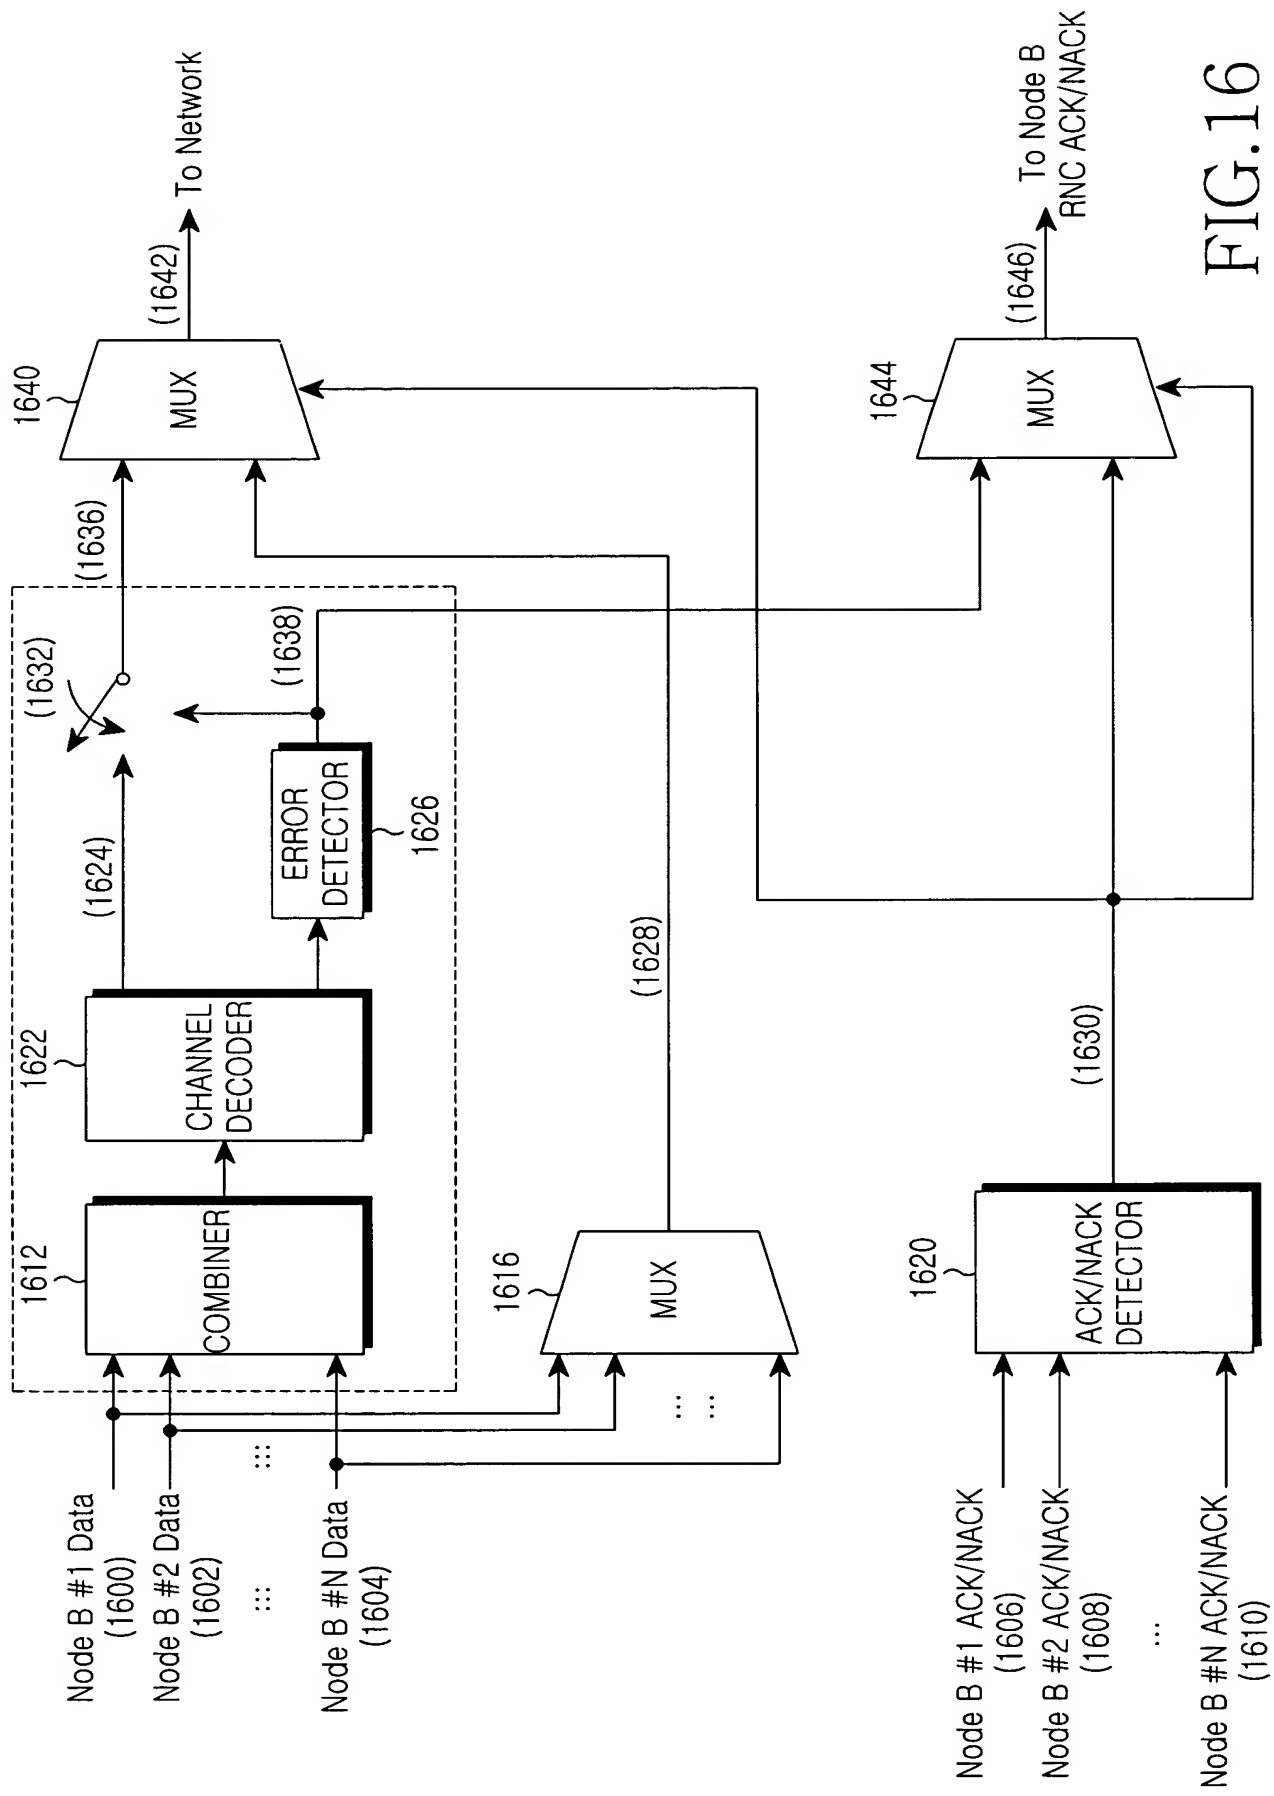 Node B #1 Data
(1600)
Node B #2 Data
(1602)
...
...
Node B #N Data
(1604)
1612
COMBINER
1622
CHANNEL
DECODER
(1624)
ERROR
DETECTOR
1626
(1632)
(1638)
(1636)
1640
MUX
(1642)
To Network
1616
MUX
... ...
(1628)
Node B #1 ACK/NACK
(1606)
Node B #2 ACK/NACK
(1608)
...
Node B #N ACK/NACK
(1610)
1620
ACK/NACK
DETECTOR
(1630)
1644
MUX
(1646)
To Node B
RNC ACK/NACK
FIG.16